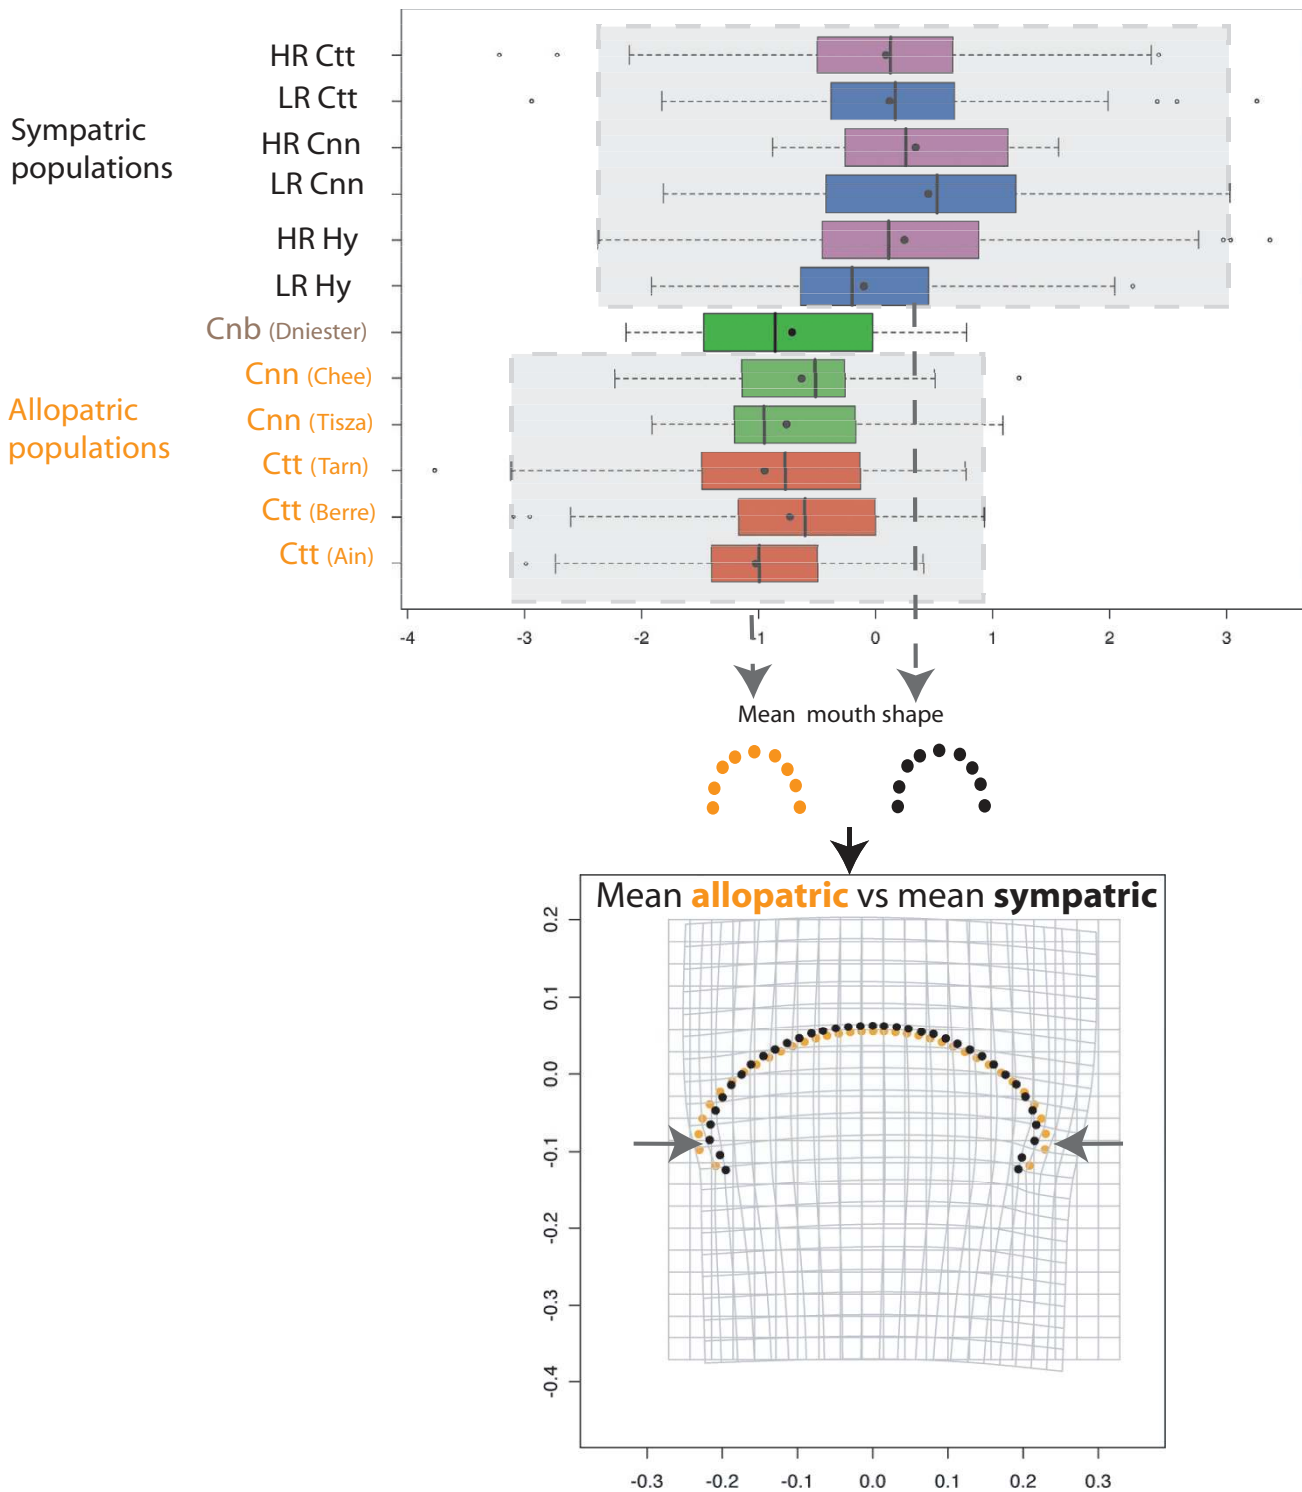 Sympatric
populations
HR Ctt
LR Ctt
HR Cnn
LR Cnn
HR Hy
LR Hy
Cnb (Dniester)
Allopatric
populations
Cnn (Chee)
Cnn (Tisza)
Ctt (Tarn)
Ctt (Berre)
Ctt (Ain)
-4 -3 -2 -1 0 1 2 3
Mean mouth shape
Mean allopatric vs mean sympatric
0.2
0.1
0.0
-0.1
-0.2
-0.3
-0.4
-0.3 -0.2 -0.1 0.0 0.1 0.2 0.3